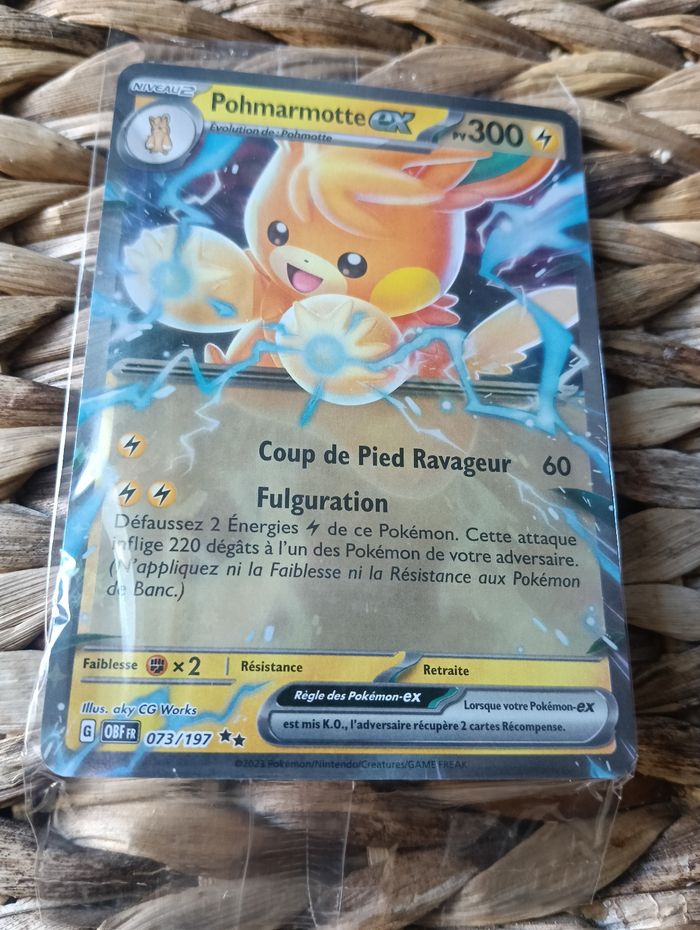 NIVEAU 2
Pohmarmotte ex PV 300
Évolution de : Pohmotte
Coup de Pied Ravageur 60
Fulguration
Défaussez 2 Énergies de ce Pokémon. Cette attaque
inflige 220 dégâts à l'un des Pokémon de votre adversaire.
(N'appliquez ni la Faiblesse ni la Résistance aux Pokémon
de Banc.)
Faiblesse ×2 Résistance Retraite
Illus. aky CG Works
Règle des Pokémon-ex Lorsque votre Pokémon-ex
est mis K.O., l'adversaire récupère 2 cartes Récompense.
G OBF FR 073/197
©2023 Pokémon/Nintendo/Creatures/GAME FREAK